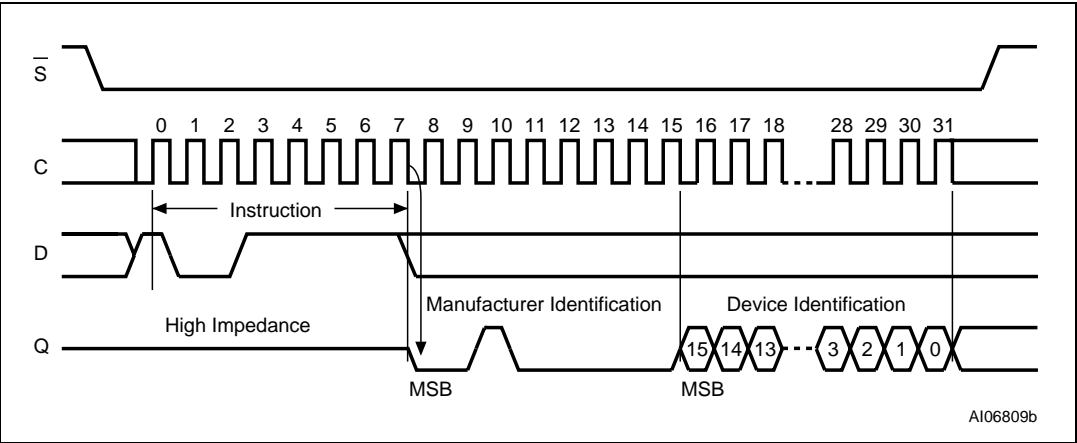 S
0 1 2 3 4 5 6 7 8 9 10 11 12 13 14 15 16 17 18 28 29 30 31
C
Instruction
D
Manufacturer Identification Device Identification
High Impedance
Q
15 14 13 3 2 1 0
MSB MSB
AI06809b